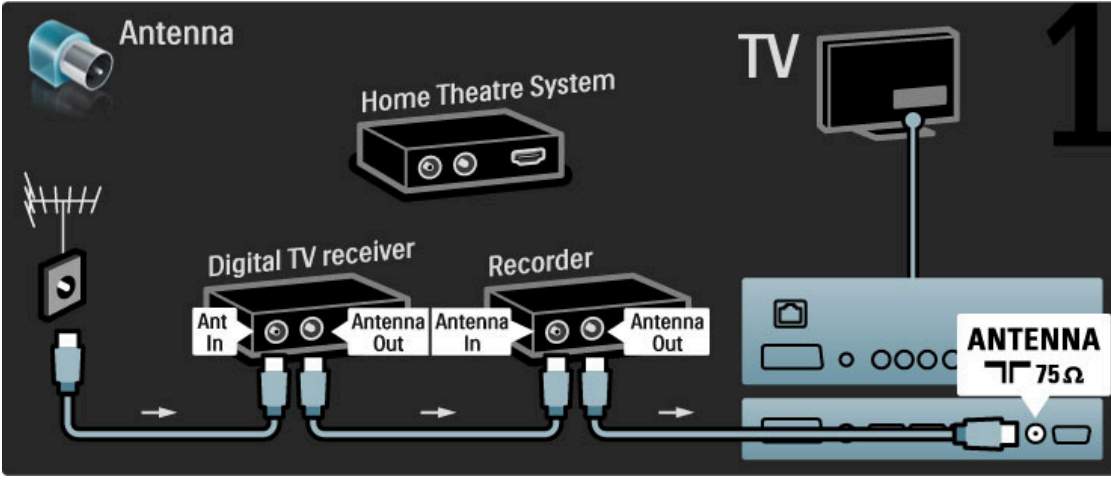 Antenna
TV
1
Home Theatre System
Digital TV receiver
Recorder
Ant
In
Antenna
Out
Antenna
In
Antenna
Out
ANTENNA
75Ω